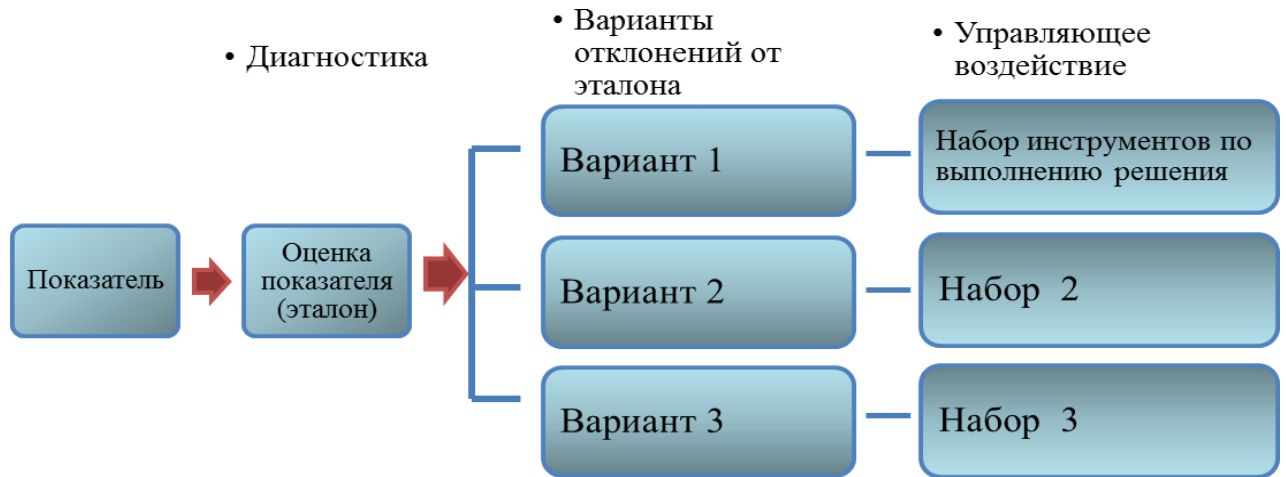 • Диагностика
• Варианты
отклонений от
эталона
• Управляющее
воздействие
Показатель
Оценка
показателя
(эталон)
Вариант 1
Набор инструментов по
выполнению решения
Вариант 2
Набор 2
Вариант 3
Набор 3